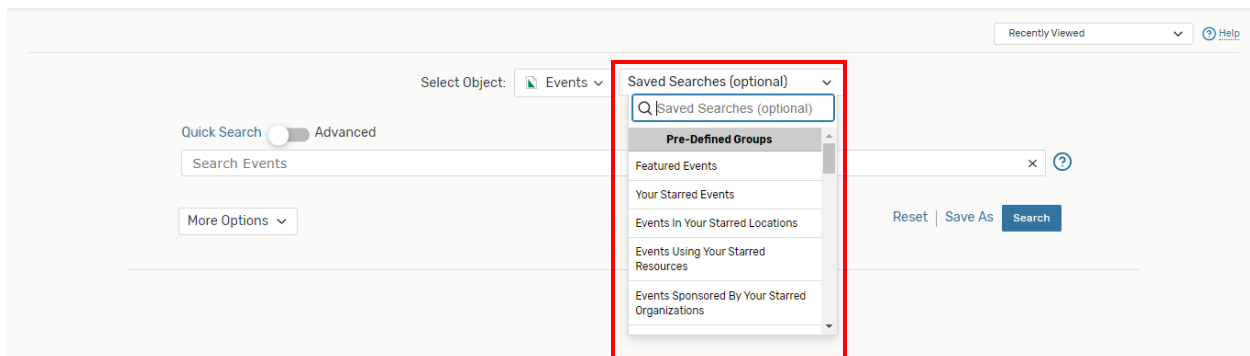 Recently Viewed
Help
Select Object:
Events
Saved Searches (optional)
Saved Searches (optional)
Quick Search
Advanced
Pre-Defined Groups
Search Events
Featured Events
Your Starred Events
More Options
Events In Your Starred Locations
Reset | Save As
Search
Events Using Your Starred
Resources
Events Sponsored By Your Starred
Organizations